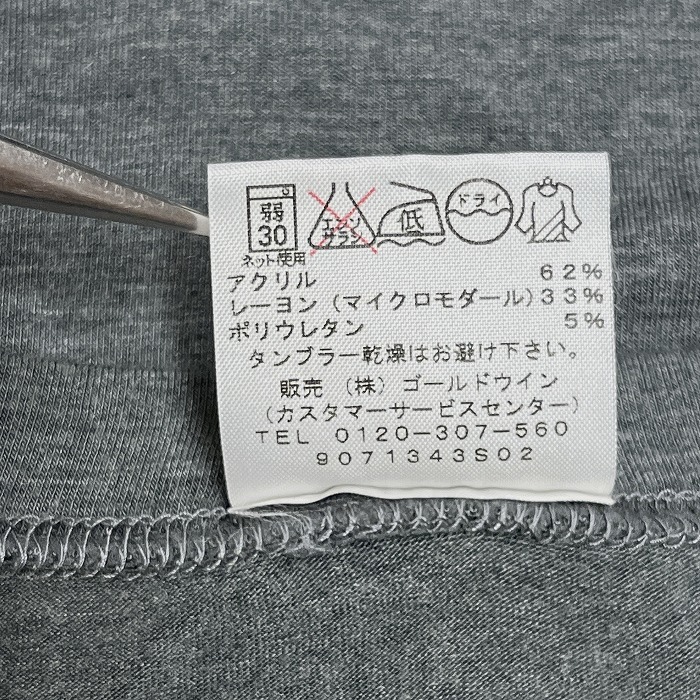 弱
30
ネット使用
エンソ
サラシ
低
ドライ
アクリル 62%
レーヨン(マイクロモダール)33%
ポリウレタン 5%
タンブラー乾燥はお避け下さい。
販売 (株)ゴールドウイン
(カスタマーサービスセンター)
TEL 0120-307-560
9071343S02